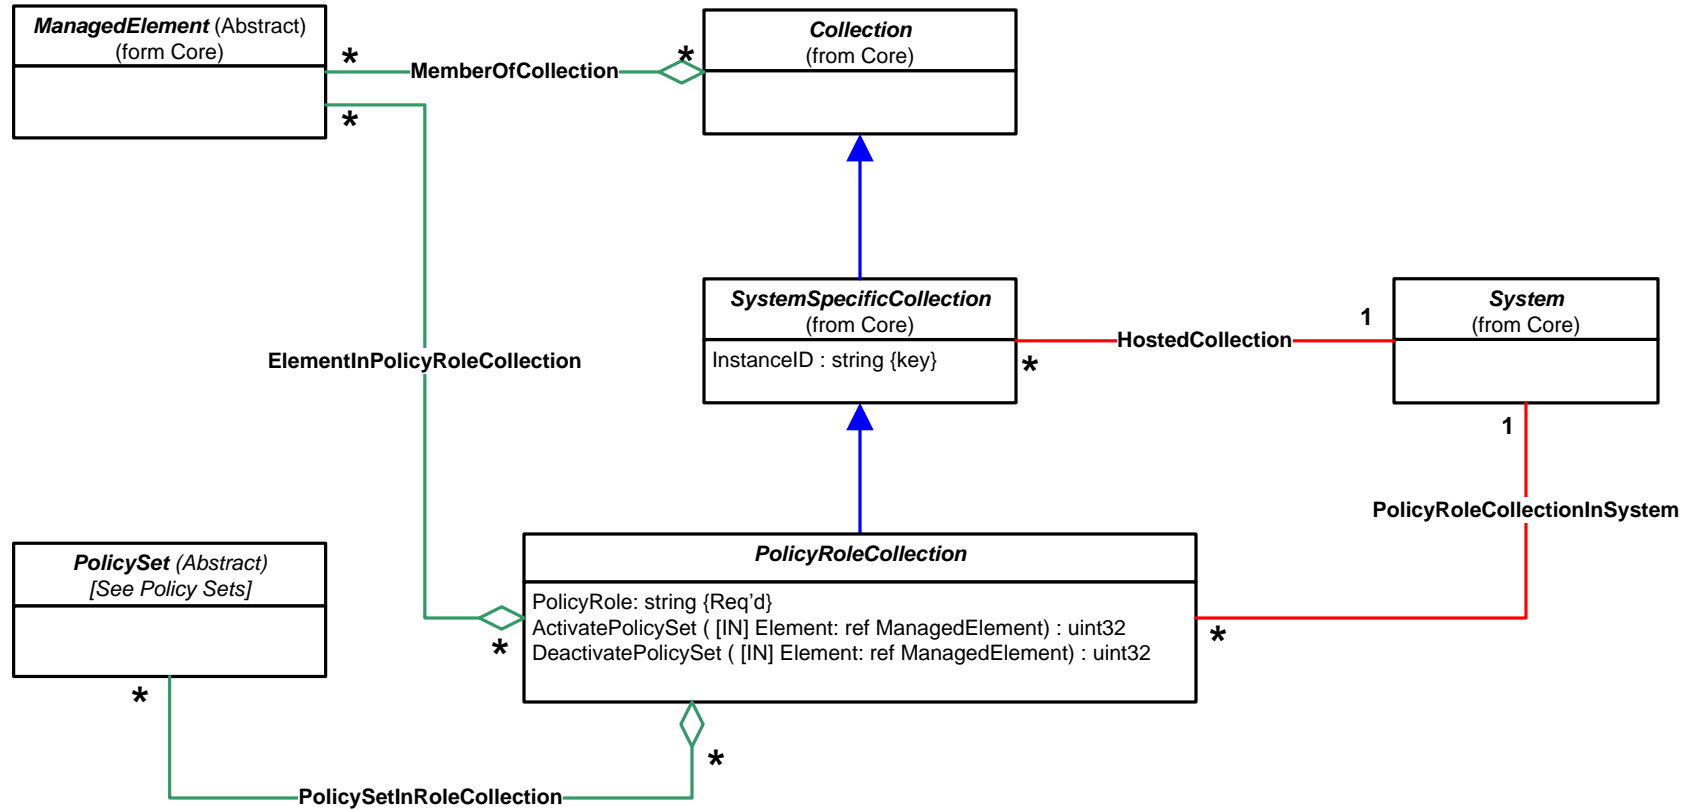 ManagedElement (Abstract)
(form Core)
*
MemberOfCollection
*
Collection
(from Core)
*
SystemSpecificCollection
(from Core)
InstanceID : string {key}
*
HostedCollection
1
System
(from Core)
1
ElementInPolicyRoleCollection
PolicyRoleCollectionInSystem
PolicySet (Abstract)
[See Policy Sets]
*
PolicyRoleCollection
PolicyRole: string {Req’d}
ActivatePolicySet ( [IN] Element: ref ManagedElement) : uint32
DeactivatePolicySet ( [IN] Element: ref ManagedElement) : uint32
*
*
*
PolicySetInRoleCollection